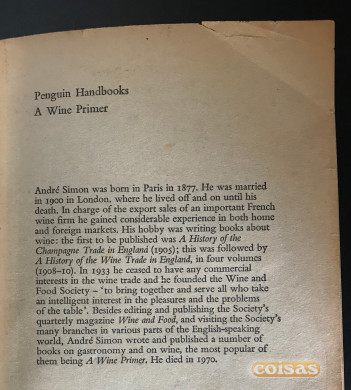 Penguin Handbooks
A Wine Primer
André Simon was born in Paris in 1877. He was married
in 1900 in London, where he lived off and on until his
death. In charge of the export sales of an important French
wine firm he gained considerable experience in both home
and foreign markets. His hobby was writing books about
wine: the first to be published was A History of the
Champagne Trade in England (1905); this was followed by
A History of the Wine Trade in England, in four volumes
(1908–10). In 1933 he ceased to have any commercial
interests in the wine trade and he founded the Wine and
Food Society – 'to bring together and serve all who take
an intelligent interest in the pleasures and the problems
of the table'. Besides editing and publishing the Society's
quarterly magazine Wine and Food, and visiting the Society's
many branches in various parts of the English-speaking
world, André Simon wrote and published a number of
books on gastronomy and on wine, the most popular of
them being A Wine Primer. He died in 1970.
coisas